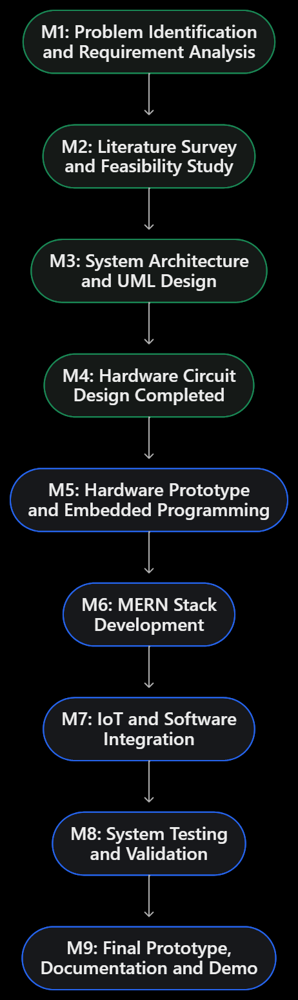 M1: Problem Identification
and Requirement Analysis
M2: Literature Survey
and Feasibility Study
M3: System Architecture
and UML Design
M4: Hardware Circuit
Design Completed
M5: Hardware Prototype
and Embedded Programming
M6: MERN Stack
Development
M7: IoT and Software
Integration
M8: System Testing
and Validation
M9: Final Prototype,
Documentation and Demo